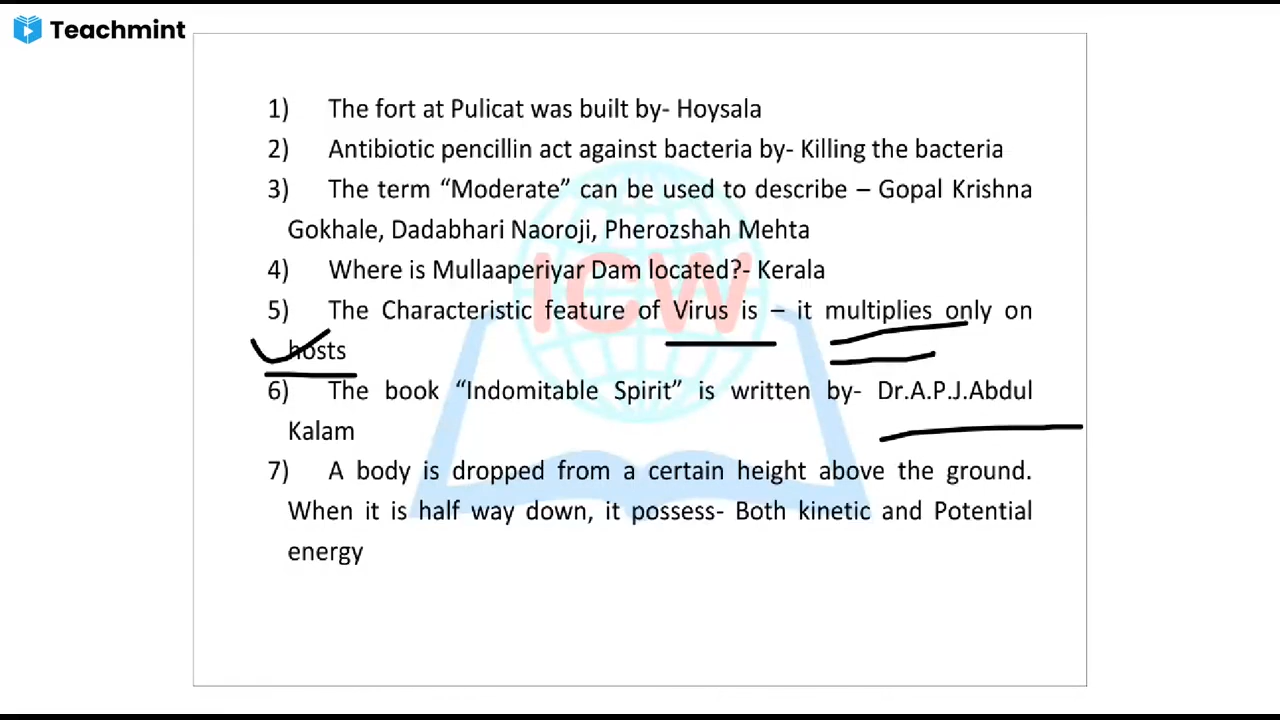 Teachmint
1) The fort at Pulicat was built by- Hoysala
2) Antibiotic pencillin act against bacteria by- Killing the bacteria
3) The term “Moderate” can be used to describe – Gopal Krishna
Gokhale, Dadabhari Naoroji, Pherozshah Mehta
4) Where is Mullaaperiyar Dam located?- Kerala
5) The Characteristic feature of Virus is – it multiplies only on
hosts
6) The book “Indomitable Spirit” is written by- Dr.A.P.J.Abdul
Kalam
7) A body is dropped from a certain height above the ground.
When it is half way down, it possess- Both kinetic and Potential
energy
ICW